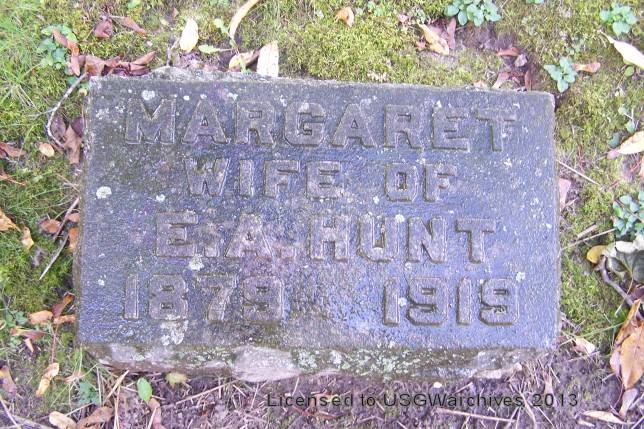 MARGARET
WIFE OF
E. A. HUNT
1879 1919
Licensed to USGWarchives 2013